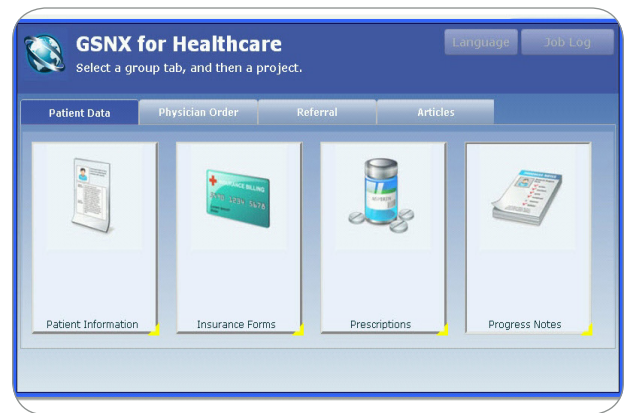 GSNX for Healthcare
Language
Job Log
Select a group tab, and then a project.
Patient Data
Physician Order
Referral
Articles
Patient Information
Insurance Forms
Prescriptions
Progress Notes